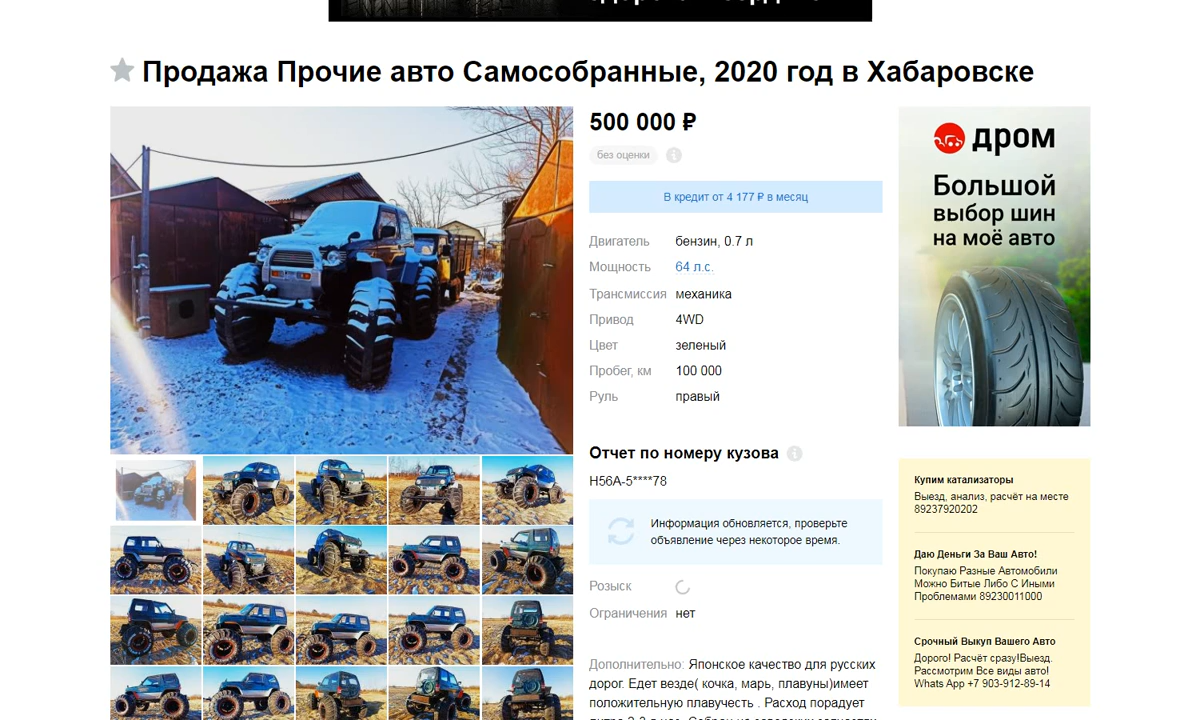 Продажа Прочие авто Самособранные, 2020 год в Хабаровске
500 000 ₽
без оценки
В кредит от 4 177 ₽ в месяц
Двигатель бензин, 0.7 л
Мощность 64 л.с.
Трансмиссия механика
Привод 4WD
Цвет зеленый
Пробег, км 100 000
Руль правый
Отчет по номеру кузова
H56A-5****78
Информация обновляется, проверьте
объявление через некоторое время.
Розыск
Ограничения нет
Дополнительно: Японское качество для русских
дорог. Едет везде( кочка, марь, плавуны)имеет
положительную плавучесть . Расход порадует
дром
Большой
выбор шин
на моё авто
Купим катализаторы
Выезд, анализ, расчёт на месте
89237920202
Даю Деньги За Ваш Авто!
Покупаю Разные Автомобили
Можно Битые Либо С Иными
Проблемами 89230011000
Срочный Выкуп Вашего Авто
Дорого! Расчёт сразу!Выезд.
Рассмотрим Все виды авто!
Whats App +7 903-912-89-14